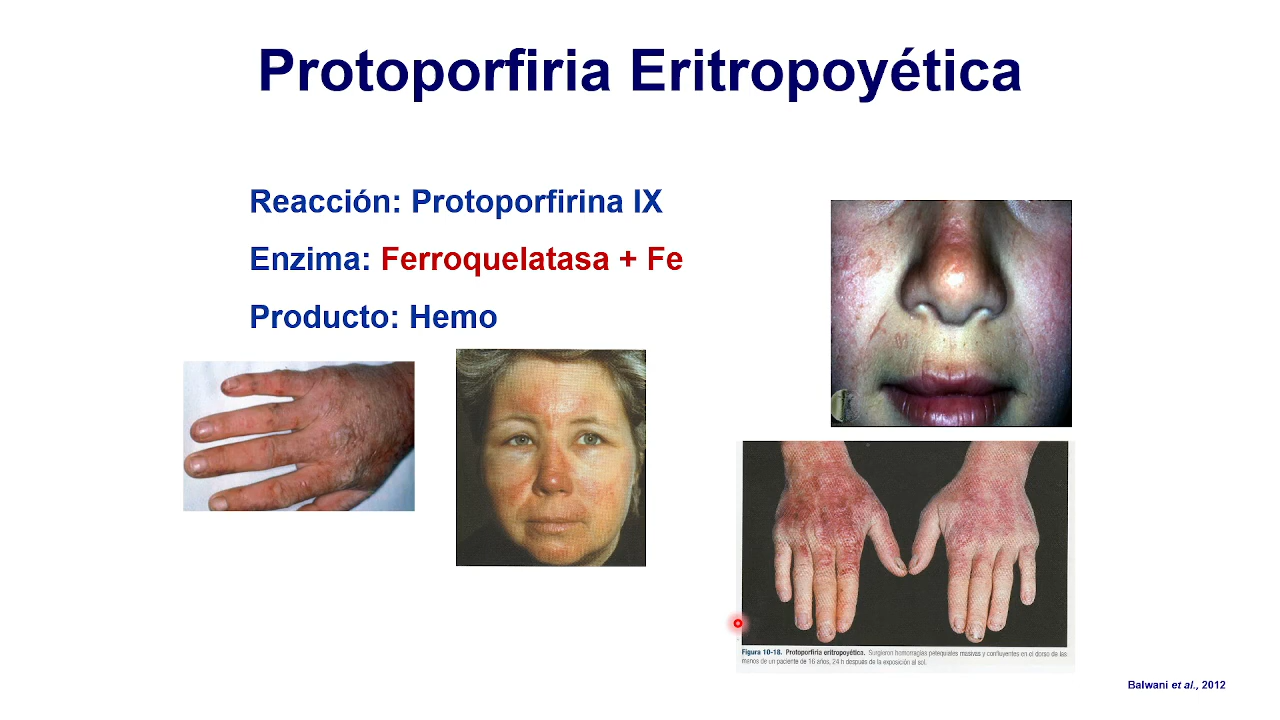 Protoporfiria Eritropoyética
Reacción: Protoporfirina IX
Enzima: Ferroquelatasa + Fe
Producto: Hemo
Figura 10-18. Protoporfiria eritropoyética. Surgieron homorragias petequiales masivas y confluyentes en el dorso de las
manos de un paciente de 16 años, 24 h después de la exposición al sol.
Balwani et al., 2012